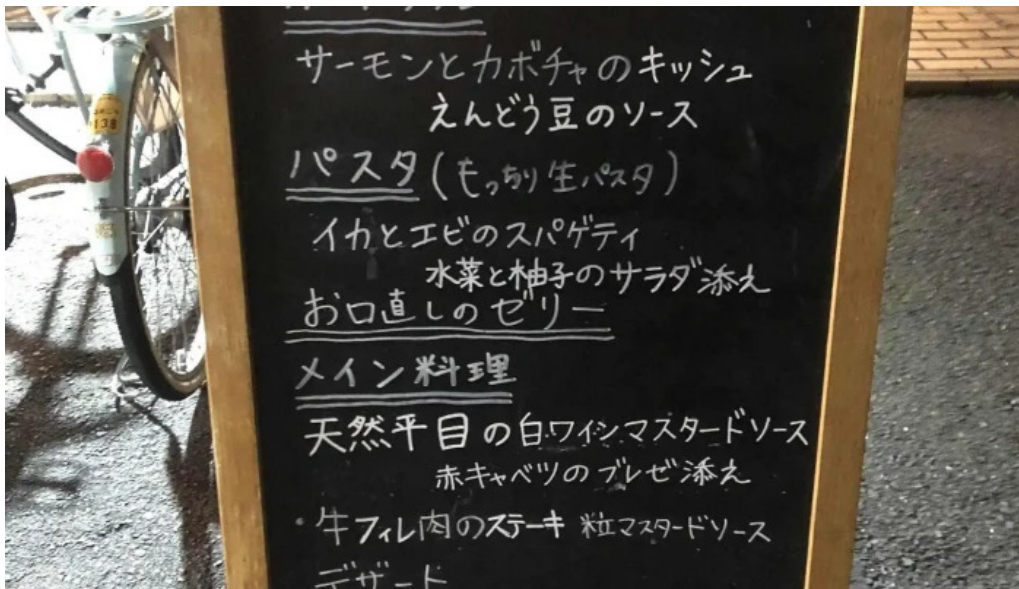 サーモンとカボチャのキッシュ
えんどう豆のソース
パスタ(もっちり生パスタ)
イカとエビのスパゲティ
水菜と柚子のサラダ添え
お口直しのゼリー
メイン料理
天然平目の白ワインマスタードソース
赤キャベツのブレゼ添え
・牛フィレ肉のステーキ 粒マスタードソース
デザート
138